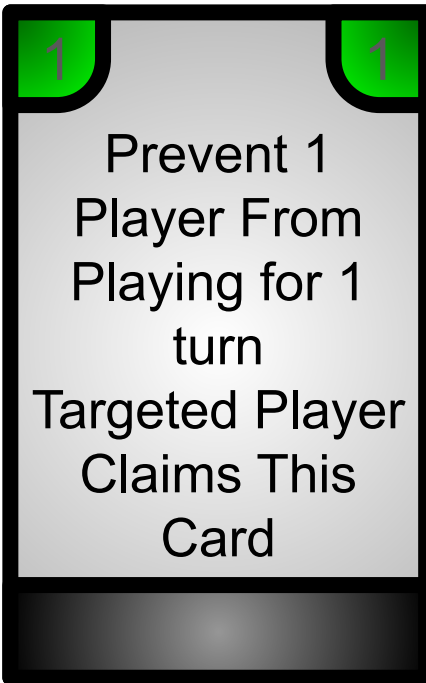 1 1
Prevent 1
Player From
Playing for 1
turn
Targeted Player
Claims This
Card